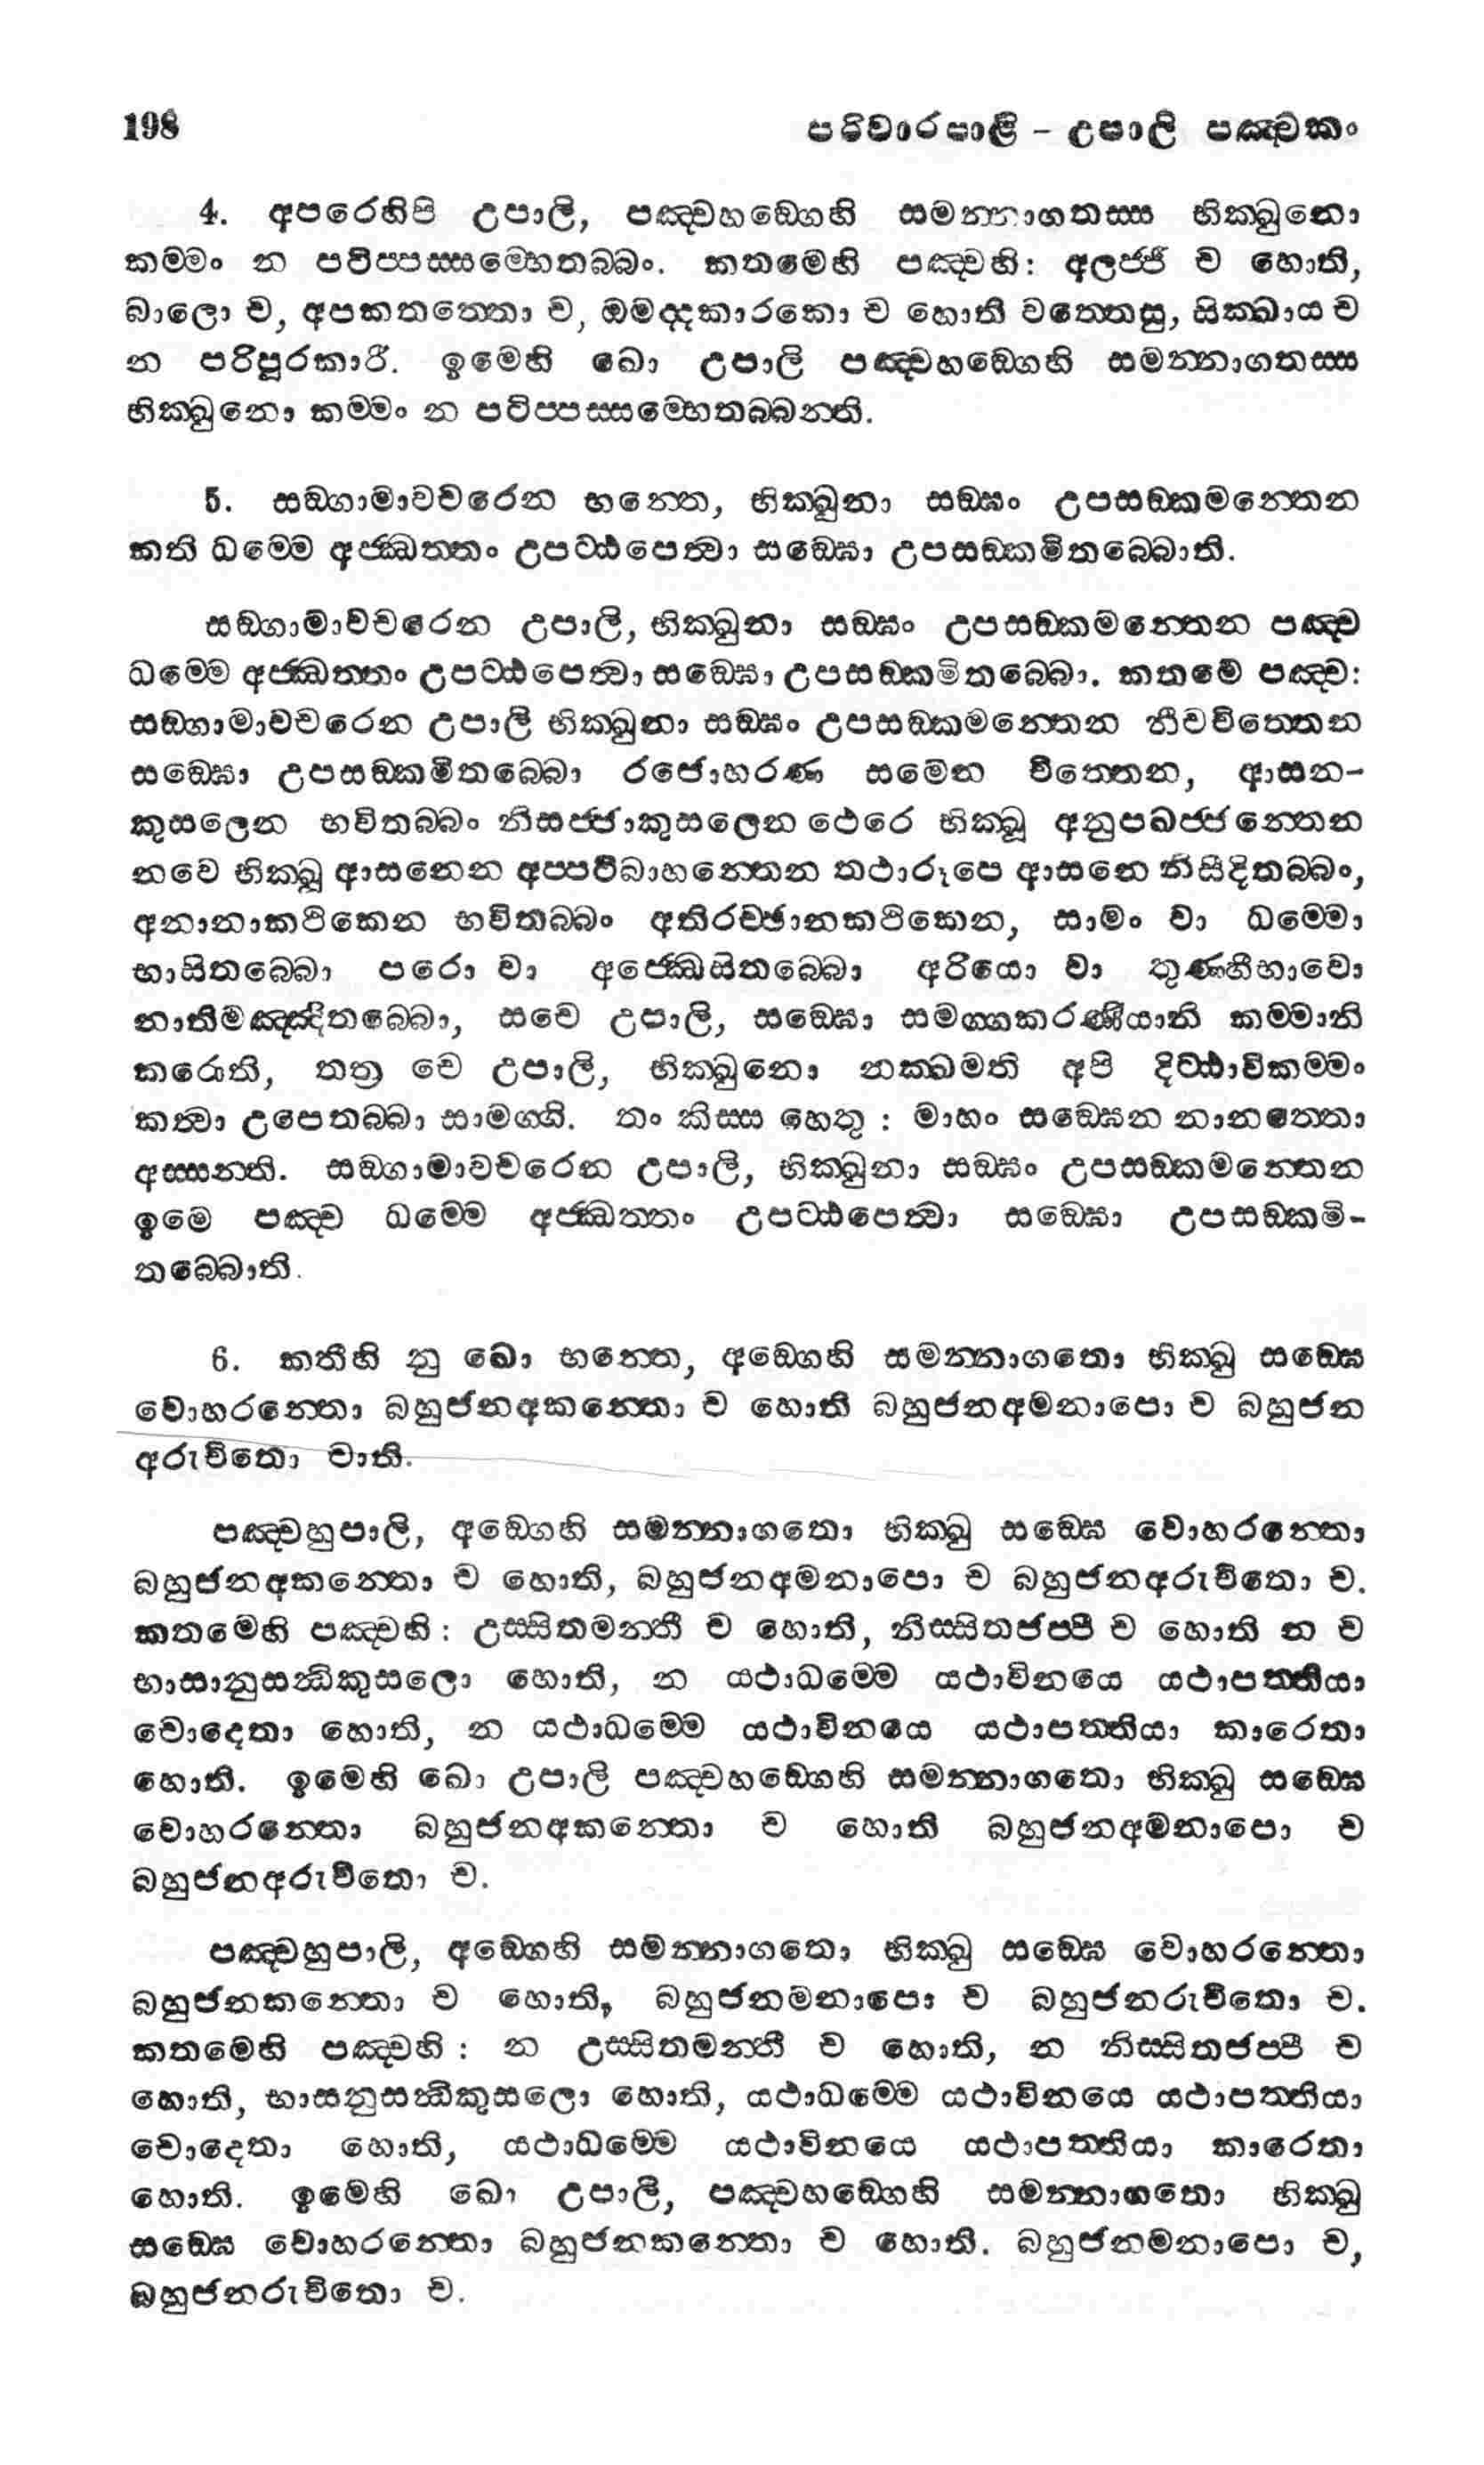 198 පරිවාරපාළි - උපාලි පඤ්චකං
4. අපරෙහිපි උපාලි, පඤ්චහඞ්ගෙහි සමන්නාගතස්ස භික්ඛුනො
කම්මං න පටිප්පස්සම්භෙතබ්බං. කතමෙහි පඤ්චහි: අලජ්ජී ච හොති,
බාලො ච, අපකතත්තො ච, ඔමද්දකාරකො ච හොති වත්තෙසු, සික්ඛාය ච
න පරිපූරකාරී. ඉමෙහි ඛො උපාලි පඤ්චහඞ්ගෙහි සමන්නාගතස්ස
භික්ඛුනො කම්මං න පටිප්පස්සම්භෙතබ්බන්ති.
5. සඞ්ගාමාවචරෙන භන්තෙ, භික්ඛුනා සඞ්ඝං උපසඞ්කමන්තෙන
කති ධම්මෙ අජ්ඣත්තං උපට්ඨපෙත්වා සඞ්ඝො උපසඞ්කමිතබ්බොති.
සඞ්ගාමාවචරෙන උපාලි, භික්ඛුනා සඞ්ඝං උපසඞ්කමන්තෙන පඤ්ච
ධම්මෙ අජ්ඣත්තං උපට්ඨපෙත්වා සඞ්ඝො උපසඞ්කමිතබ්බො. කතමෙ පඤ්ච:
සඞ්ගාමාවචරෙන උපාලි භික්ඛුනා සඞ්ඝං උපසඞ්කමන්තෙන නීචචිත්තෙන
සඞ්ඝො උපසඞ්කමිතබ්බො රජොහරණ සමෙන චිත්තෙන, ආසන-
කුසලෙන භවිතබ්බං නිසජ්ජාකුසලෙන ථෙරෙ භික්ඛූ අනුපඛජ්ජන්තෙන
නවෙ භික්ඛූ ආසනෙන අප්පටිබාහන්තෙන තථාරූපෙ ආසනෙ නිසීදිතබ්බං,
අනානාකථිකෙන භවිතබ්බං අතිරච්ඡානකථිකෙන, සාමං වා ධම්මො
භාසිතබ්බො පරො වා අජ්ඣෙසිතබ්බො අරියො වා තුණ්හීභාවො
නාතිමඤ්ඤිතබ්බො, සචෙ උපාලි, සඞ්ඝො සමග්ගකරණීයානි කම්මානි
කරොති, තත්‍ර චෙ උපාලි, භික්ඛුනො නක්ඛමති අපි දිට්ඨාවිකම්මං
කත්වා උපෙතබ්බා සාමග්ගි. තං කිස්ස හෙතු : මාහං සඞ්ඝෙන නානත්තො
අස්සන්ති. සඞ්ගාමාවචරෙන උපාලි, භික්ඛුනා සඞ්ඝං උපසඞ්කමන්තෙන
ඉමෙ පඤ්ච ධම්මෙ අජ්ඣත්තං උපට්ඨපෙත්වා සඞ්ඝො උපසඞ්කමි-
තබ්බොති.
6. කතීහි නු ඛො භන්තෙ, අඞ්ගෙහි සමන්නාගතො භික්ඛු සඞ්ඝෙ
වොහරන්තො බහුජනඅකන්තො ච හොති බහුජනඅමනාපො ච බහුජන
අරුචිතො චාති.
පඤ්චහුපාලි, අඞ්ගෙහි සමන්නාගතො භික්ඛු සඞ්ඝෙ වොහරන්තො
බහුජනඅකන්තො ච හොති, බහුජනඅමනාපො ච බහුජනඅරුචිතො ච.
කතමෙහි පඤ්චහි : උස්සිතමන්තී ච හොති, නිස්සිතජප්පී ච හොති න ච
භාසානුසන්ධිකුසලො හොති, න යථාධම්මෙ යථාවිනයෙ යථාපත්තියා
චොදෙතා හොති, න යථාධම්මෙ යථාවිනයෙ යථාපත්තියා කාරෙතා
හොති. ඉමෙහි ඛො උපාලි පඤ්චහඞ්ගෙහි සමන්නාගතො භික්ඛු සඞ්ඝෙ
වොහරන්තො බහුජනඅකන්තො ච හොති බහුජනඅමනාපො ච
බහුජනඅරුචිතො ච.
පඤ්චහුපාලි, අඞ්ගෙහි සමන්නාගතො භික්ඛු සඞ්ඝෙ වොහරන්තො
බහුජනකන්තො ච හොති, බහුජනමනාපො ච බහුජනරුචිතො ච.
කතමෙහි පඤ්චහි : න උස්සිතමන්තී ච හොති, න නිස්සිතජප්පී ච
හොති, භාසනුසන්ධිකුසලො හොති, යථාධම්මෙ යථාවිනයෙ යථාපත්තියා
චොදෙතා හොති, යථාධම්මෙ යථාවිනයෙ යථාපත්තියා කාරෙතා
හොති. ඉමෙහි ඛො උපාලි, පඤ්චහඞ්ගෙහි සමන්නාගතො භික්ඛු
සඞ්ඝෙ වොහරන්තො බහුජනකන්තො ච හොති. බහුජනමනාපො ච,
බහුජනරුචිතො ච.